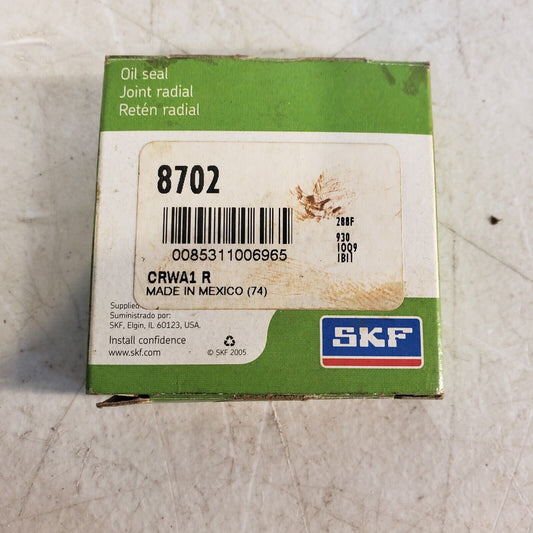 Oil seal
Joint radial
Retén radial
8702
288F
930
1009
1B11
0085311006965
CRWA1 R
MADE IN MEXICO (74)
Supplied
Suministrado por:
SKF, Elgin, IL 60123, USA.
Install confidence
www.skf.com
© SKF 2005
SKF